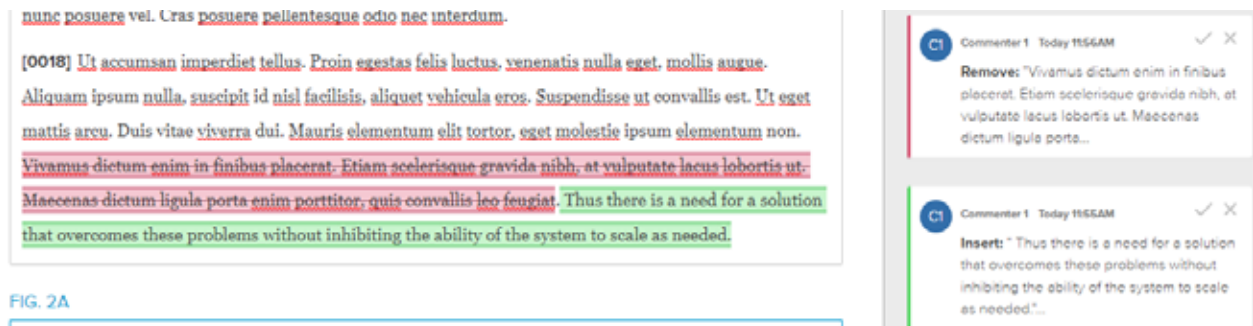 nunc posuere vel. Cras posuere pellentesque odio nec interdum.
[0018] Ut accumsan imperdiet tellus. Proin egestas felis luctus, venenatis nulla eget, mollis augue.
Aliquam ipsum nulla, suscipit id nisl facilisis, aliquet vehicula eros. Suspendisse ut convallis est. Ut eget
mattis arcu. Duis vitae viverra dui. Mauris elementum elit tortor, eget molestie ipsum elementum non.
Vivamus dictum enim in finibus placerat. Etiam scelerisque gravida nibh, at vulputate lacus lobortis ut.
Maecenas dictum ligula porta enim porttitor, quis convallis leo feugiat. Thus there is a need for a solution
that overcomes these problems without inhibiting the ability of the system to scale as needed.
FIG. 2A
C1 Commenter 1 Today 11:56AM
Remove: "Vivamus dictum enim in finibus
placerat. Etiam scelerisque gravida nibh, at
vulputate lacus lobortis ut. Maecenas
dictum ligula porta...
C1 Commenter 1 Today 11:55AM
Insert: " Thus there is a need for a solution
that overcomes these problems without
inhibiting the ability of the system to scale
as needed."...